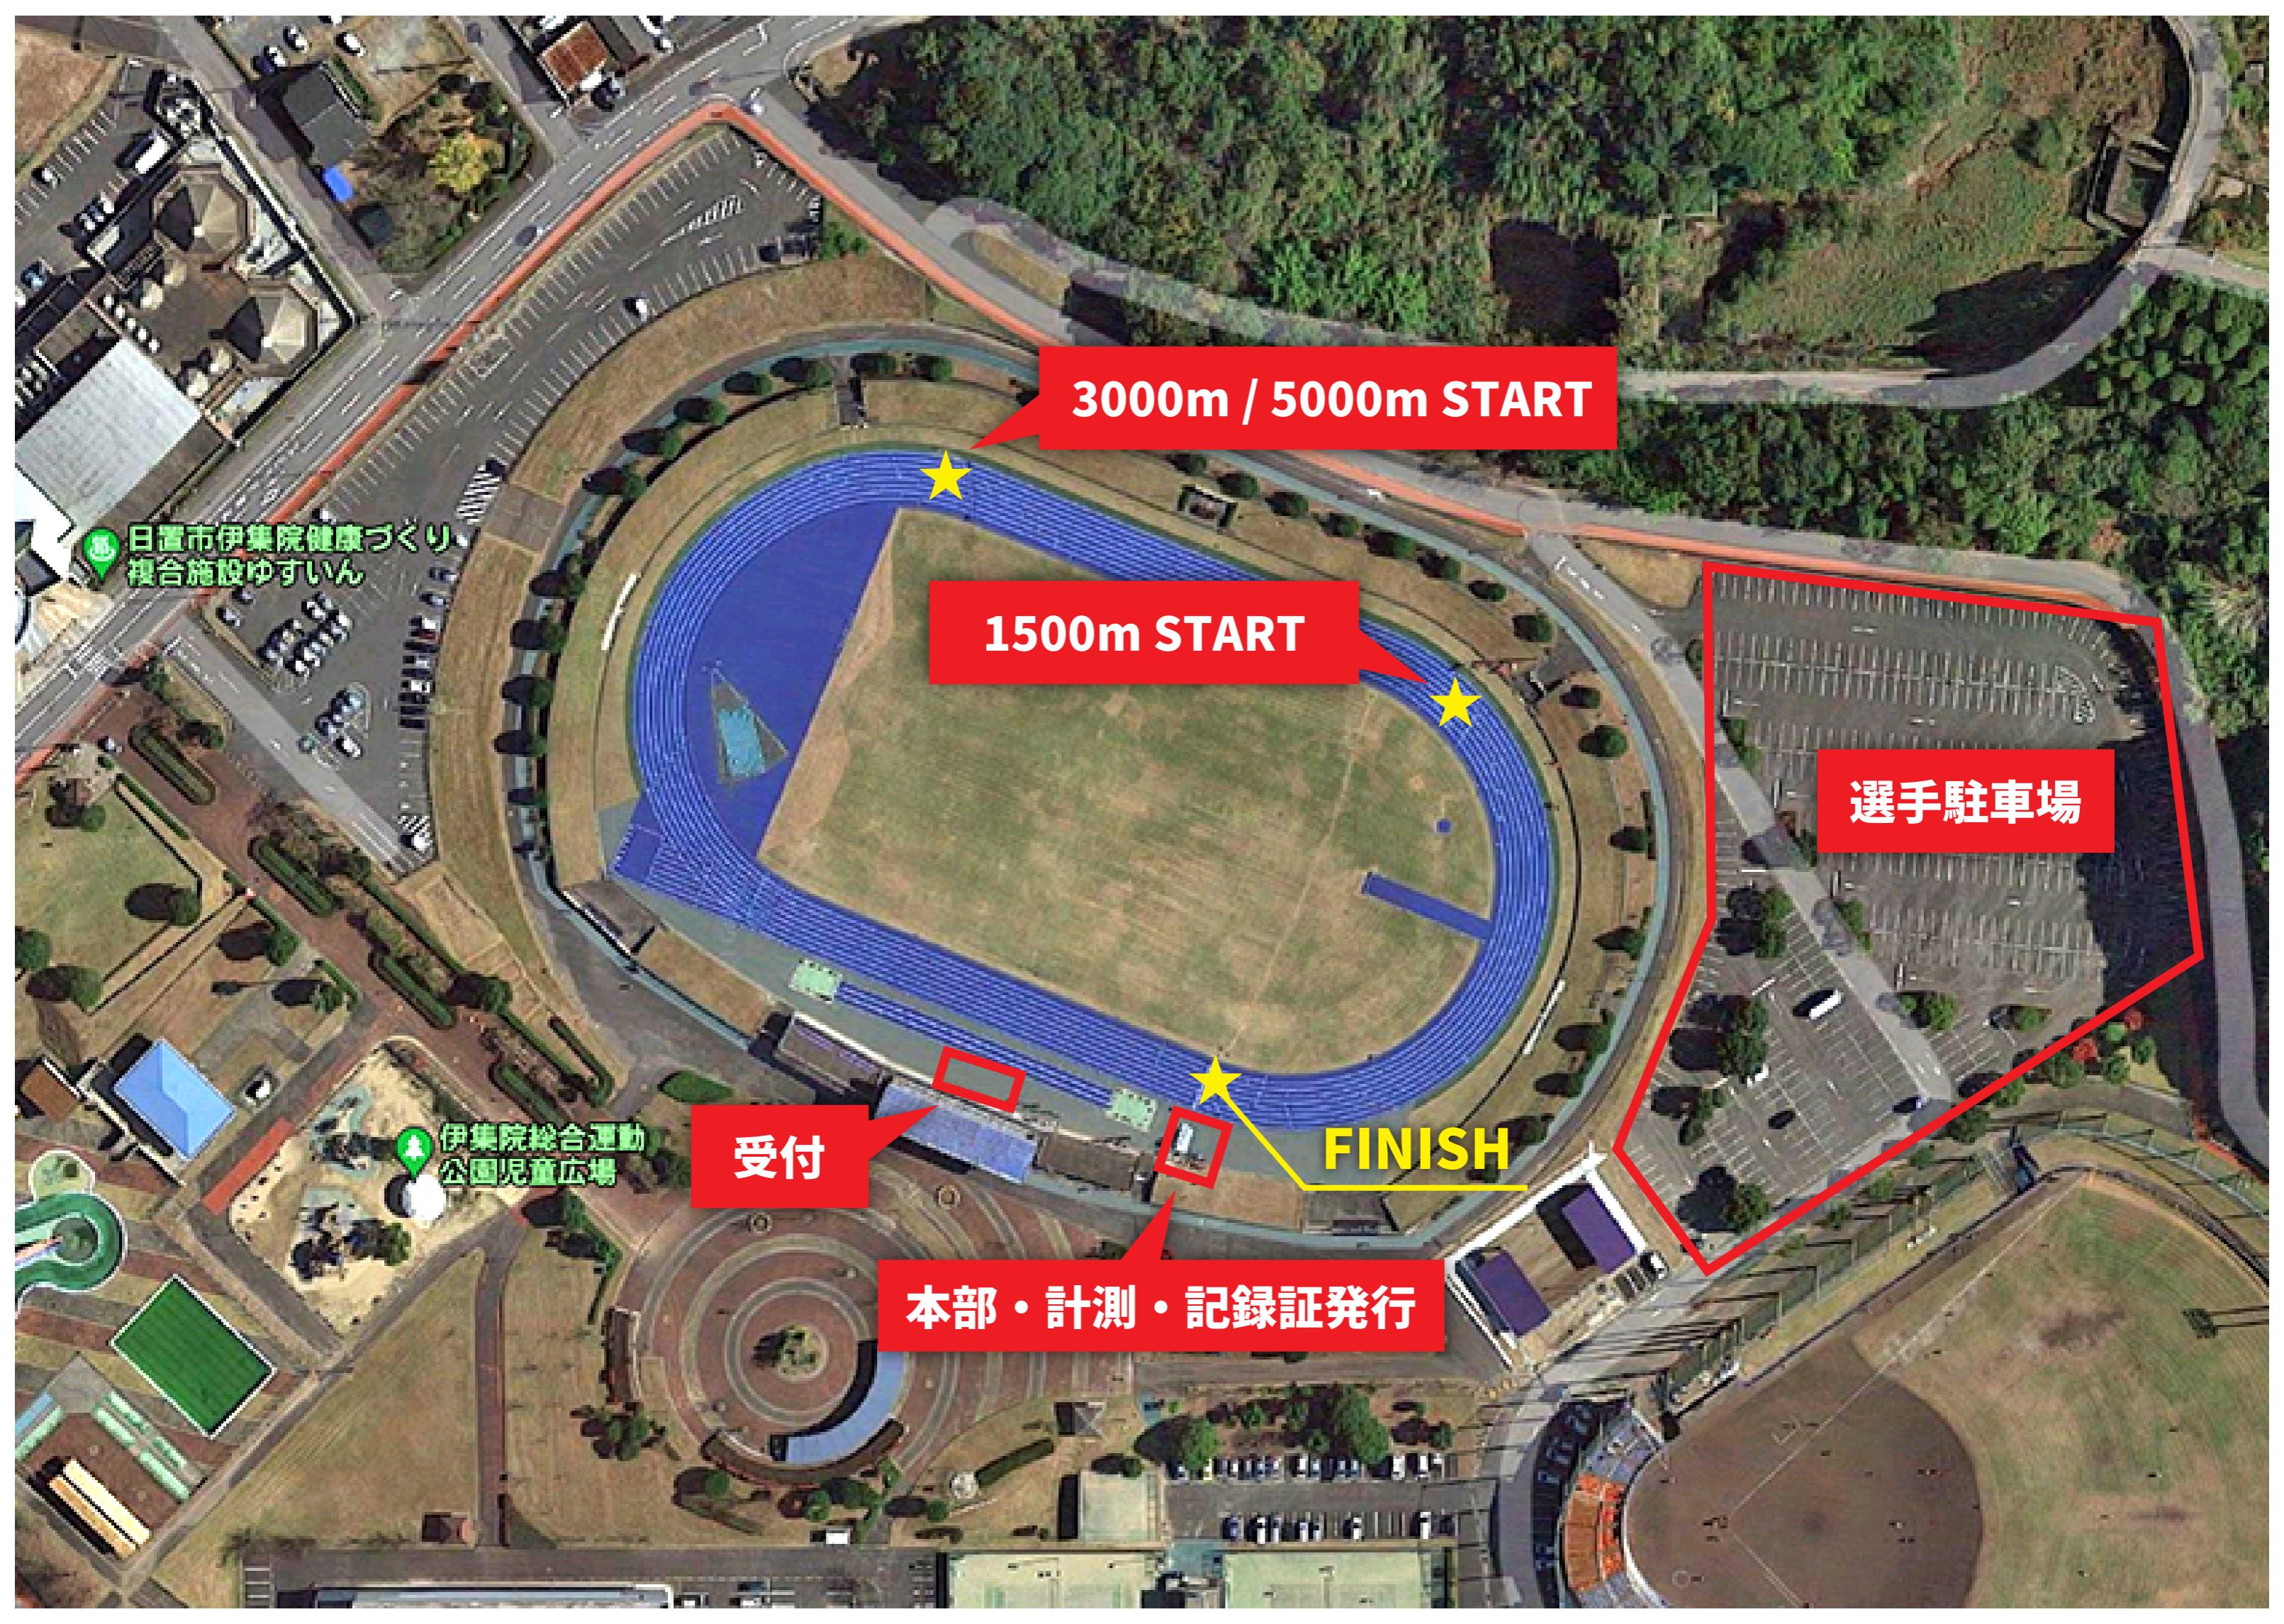 3000m / 5000m START
日置市伊集院健康づくり
複合施設ゆすいん
1500m START
選手駐車場
受付
FINISH
伊集院総合運動
公園児童広場
本部・計測・記録証発行